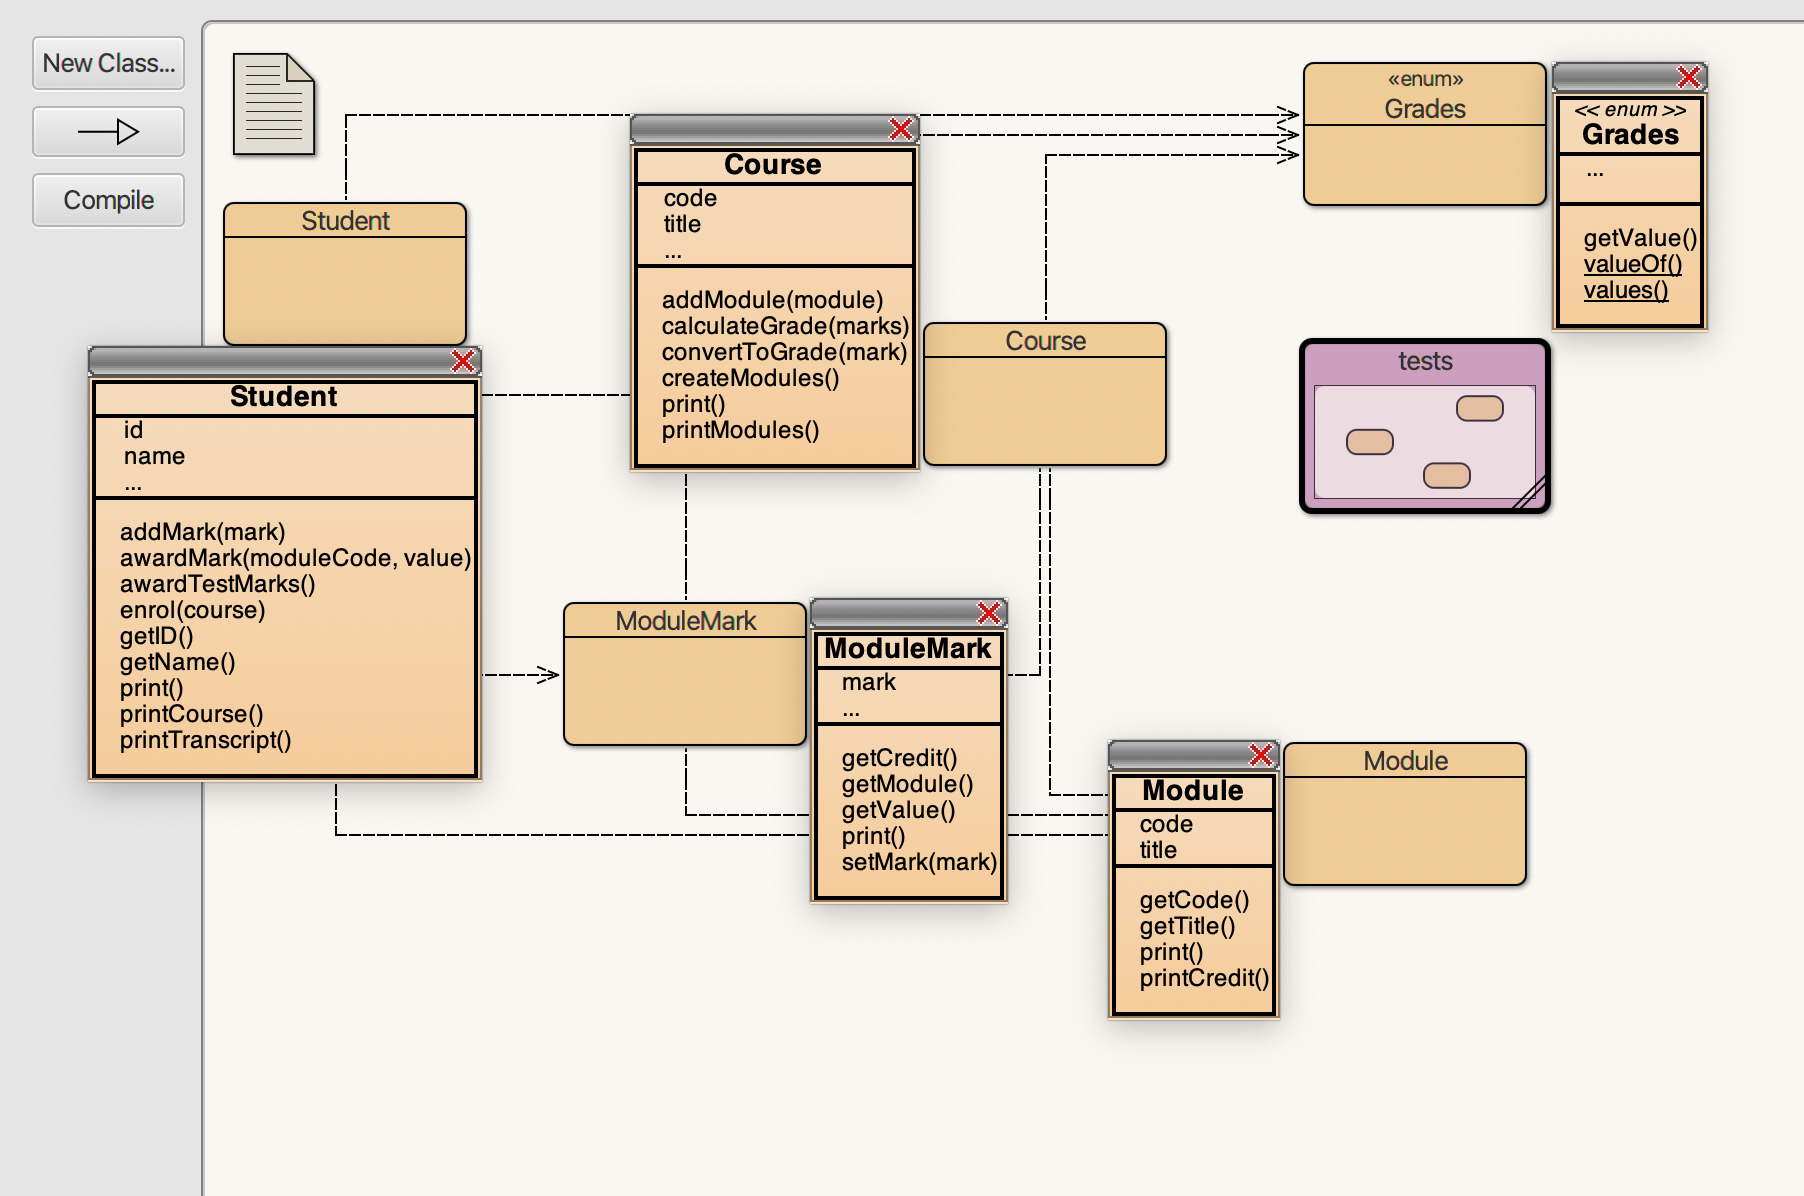 New Class...
Compile
Student
Student
id
name
...
addMark(mark)
awardMark(moduleCode, value)
awardTestMarks()
enrol(course)
getID()
getName()
print()
printCourse()
printTranscript()
Course
code
title
...
addModule(module)
calculateGrade(marks)
convertToGrade(mark)
createModules()
print()
printModules()
Course
«enum»
Grades
<< enum >>
Grades
...
getValue()
valueOf()
values()
tests
ModuleMark
ModuleMark
mark
...
getCredit()
getModule()
getValue()
print()
setMark(mark)
Module
code
title
getCode()
getTitle()
print()
printCredit()
Module